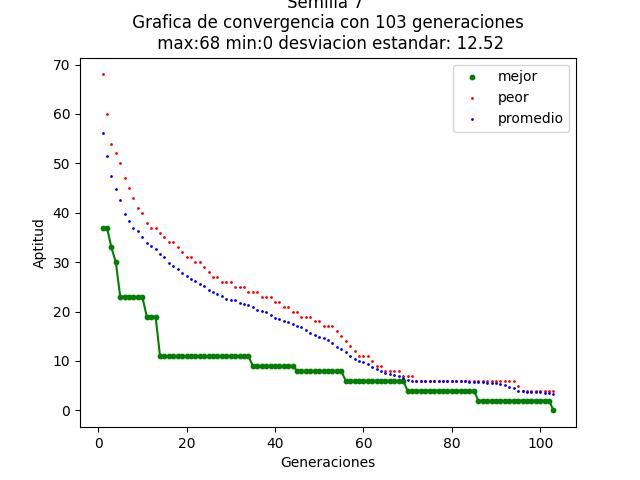 Semilla 7
Grafica de convergencia con 103 generaciones
max:68 min:0 desviacion estandar: 12.52
70
60
50
40
30
20
10
0
Aptitud
mejor
peor
promedio
0 20 40 60 80 100
Generaciones